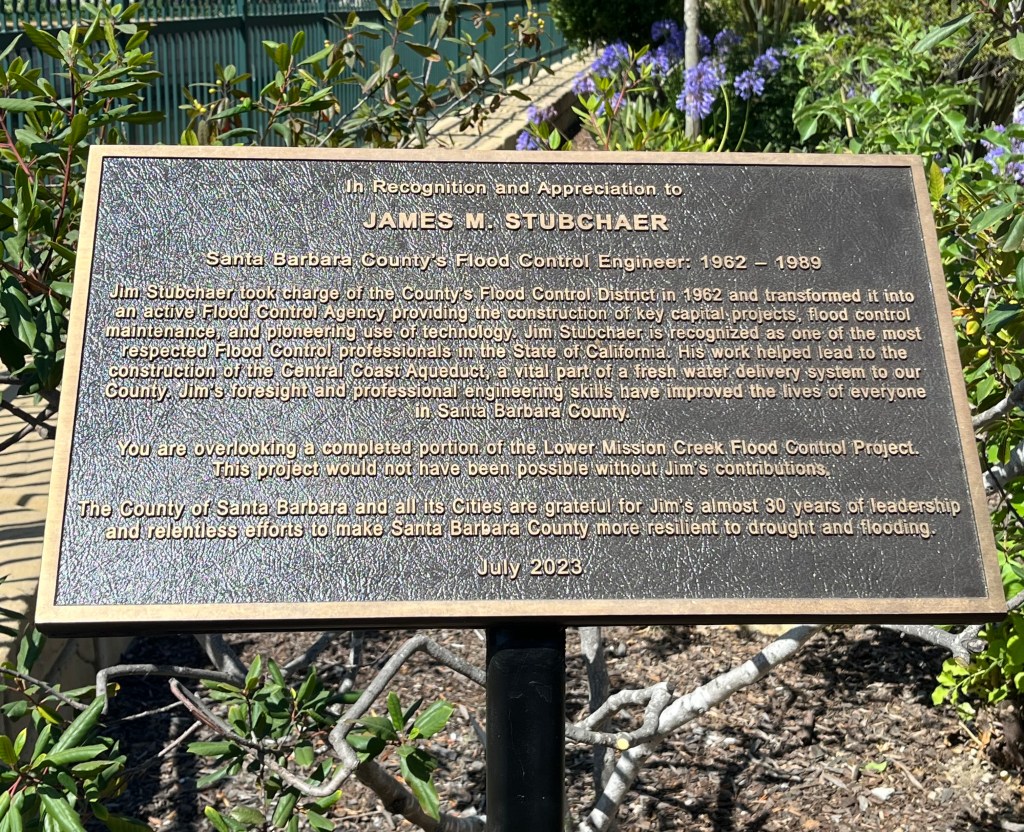 In Recognition and Appreciation to
JAMES M. STUBCHAER
Santa Barbara County's Flood Control Engineer: 1962 – 1989
Jim Stubchaer took charge of the County's Flood Control District in 1962 and transformed it into
an active Flood Control Agency providing the construction of key capital projects, flood control
maintenance, and pioneering use of technology. Jim Stubchaer is recognized as one of the most
respected Flood Control professionals in the State of California. His work helped lead to the
construction of the Central Coast Aqueduct, a vital part of a fresh water delivery system to our
County. Jim's foresight and professional engineering skills have improved the lives of everyone
in Santa Barbara County.
You are overlooking a completed portion of the Lower Mission Creek Flood Control Project.
This project would not have been possible without Jim's contributions.
The County of Santa Barbara and all its Cities are grateful for Jim's almost 30 years of leadership
and relentless efforts to make Santa Barbara County more resilient to drought and flooding.
July 2023